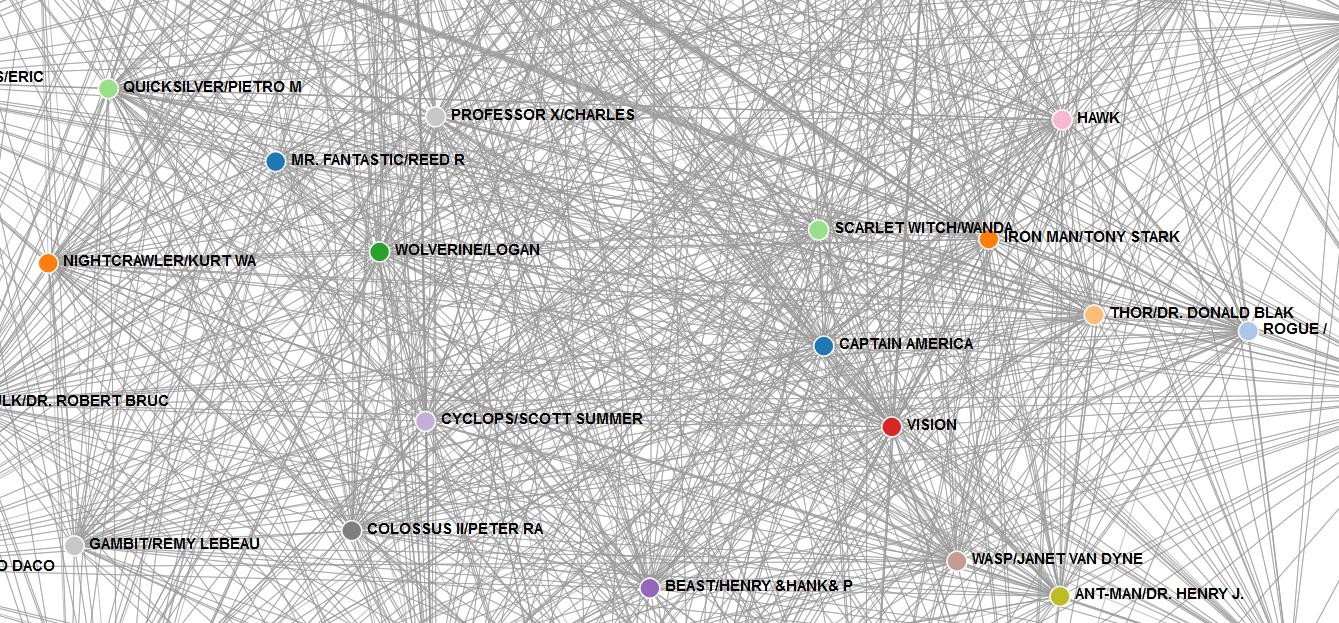 S/ERIC
QUICKSILVER/PIETRO M
PROFESSOR X/CHARLES
HAWK
MR. FANTASTIC/REED R
SCARLET WITCH/WANDA
IRON MAN/TONY STARK
WOLVERINE/LOGAN
NIGHTCRAWLER/KURT WA
THOR/DR. DONALD BLAK
ROGUE /
CAPTAIN AMERICA
ULK/DR. ROBERT BRUC
CYCLOPS/SCOTT SUMMER
VISION
COLOSSUS II/PETER RA
GAMBIT/REMY LEBEAU
O DACO
WASP/JANET VAN DYNE
BEAST/HENRY &HANK& P
ANT-MAN/DR. HENRY J.